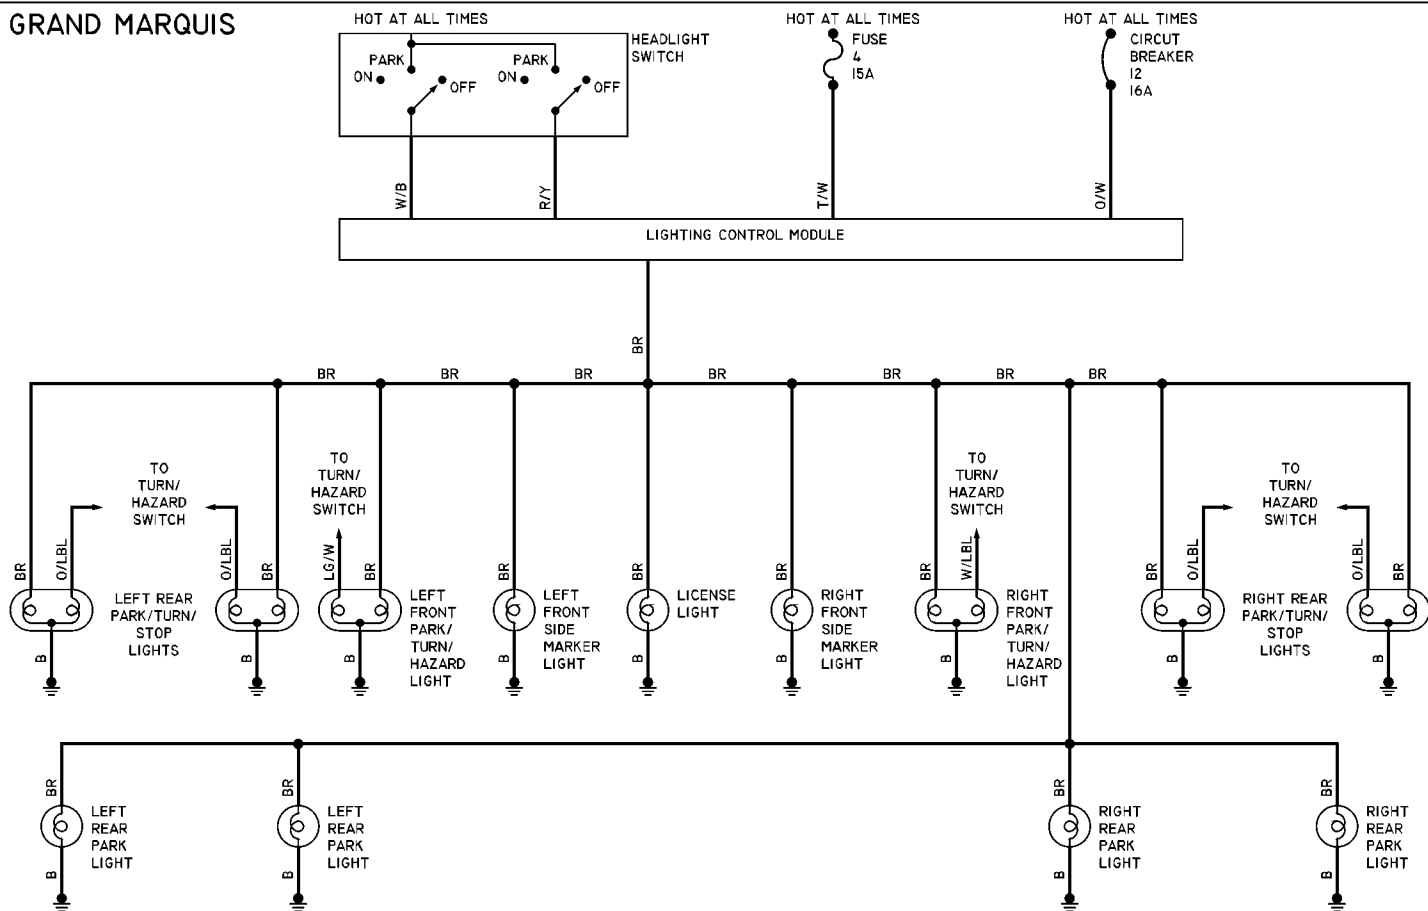 GRAND MARQUIS
HOT AT ALL TIMES
HOT AT ALL TIMES
HOT AT ALL TIMES
HEADLIGHT
SWITCH
PARK
ON
OFF
PARK
ON
OFF
FUSE
4
15A
CIRCUT
BREAKER
12
16A
W/B
R/Y
T/W
O/W
LIGHTING CONTROL MODULE
BR
BR
BR
BR
BR
BR
BR
BR
TO
TURN/
HAZARD
SWITCH
TO
TURN/
HAZARD
SWITCH
TO
TURN/
HAZARD
SWITCH
TO
TURN/
HAZARD
SWITCH
BR
O/LBL
O/LBL
BR
LG/W
BR
BR
BR
BR
BR
W/LBL
BR
O/LBL
O/LBL
BR
LEFT REAR
PARK/TURN/
STOP
LIGHTS
LEFT
FRONT
PARK/
TURN/
HAZARD
LIGHT
LEFT
FRONT
SIDE
MARKER
LIGHT
LICENSE
LIGHT
RIGHT
FRONT
SIDE
MARKER
LIGHT
RIGHT
FRONT
PARK/
TURN/
HAZARD
LIGHT
RIGHT REAR
PARK/TURN/
STOP
LIGHTS
B
B
B
B
B
B
B
B
B
BR
BR
BR
BR
LEFT
REAR
PARK
LIGHT
LEFT
REAR
PARK
LIGHT
RIGHT
REAR
PARK
LIGHT
RIGHT
REAR
PARK
LIGHT
B
B
B
B